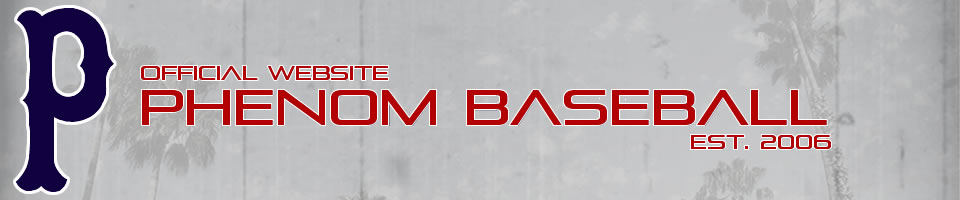 P
OFFICIAL WEBSITE
PHENOM BASEBALL
EST. 2006